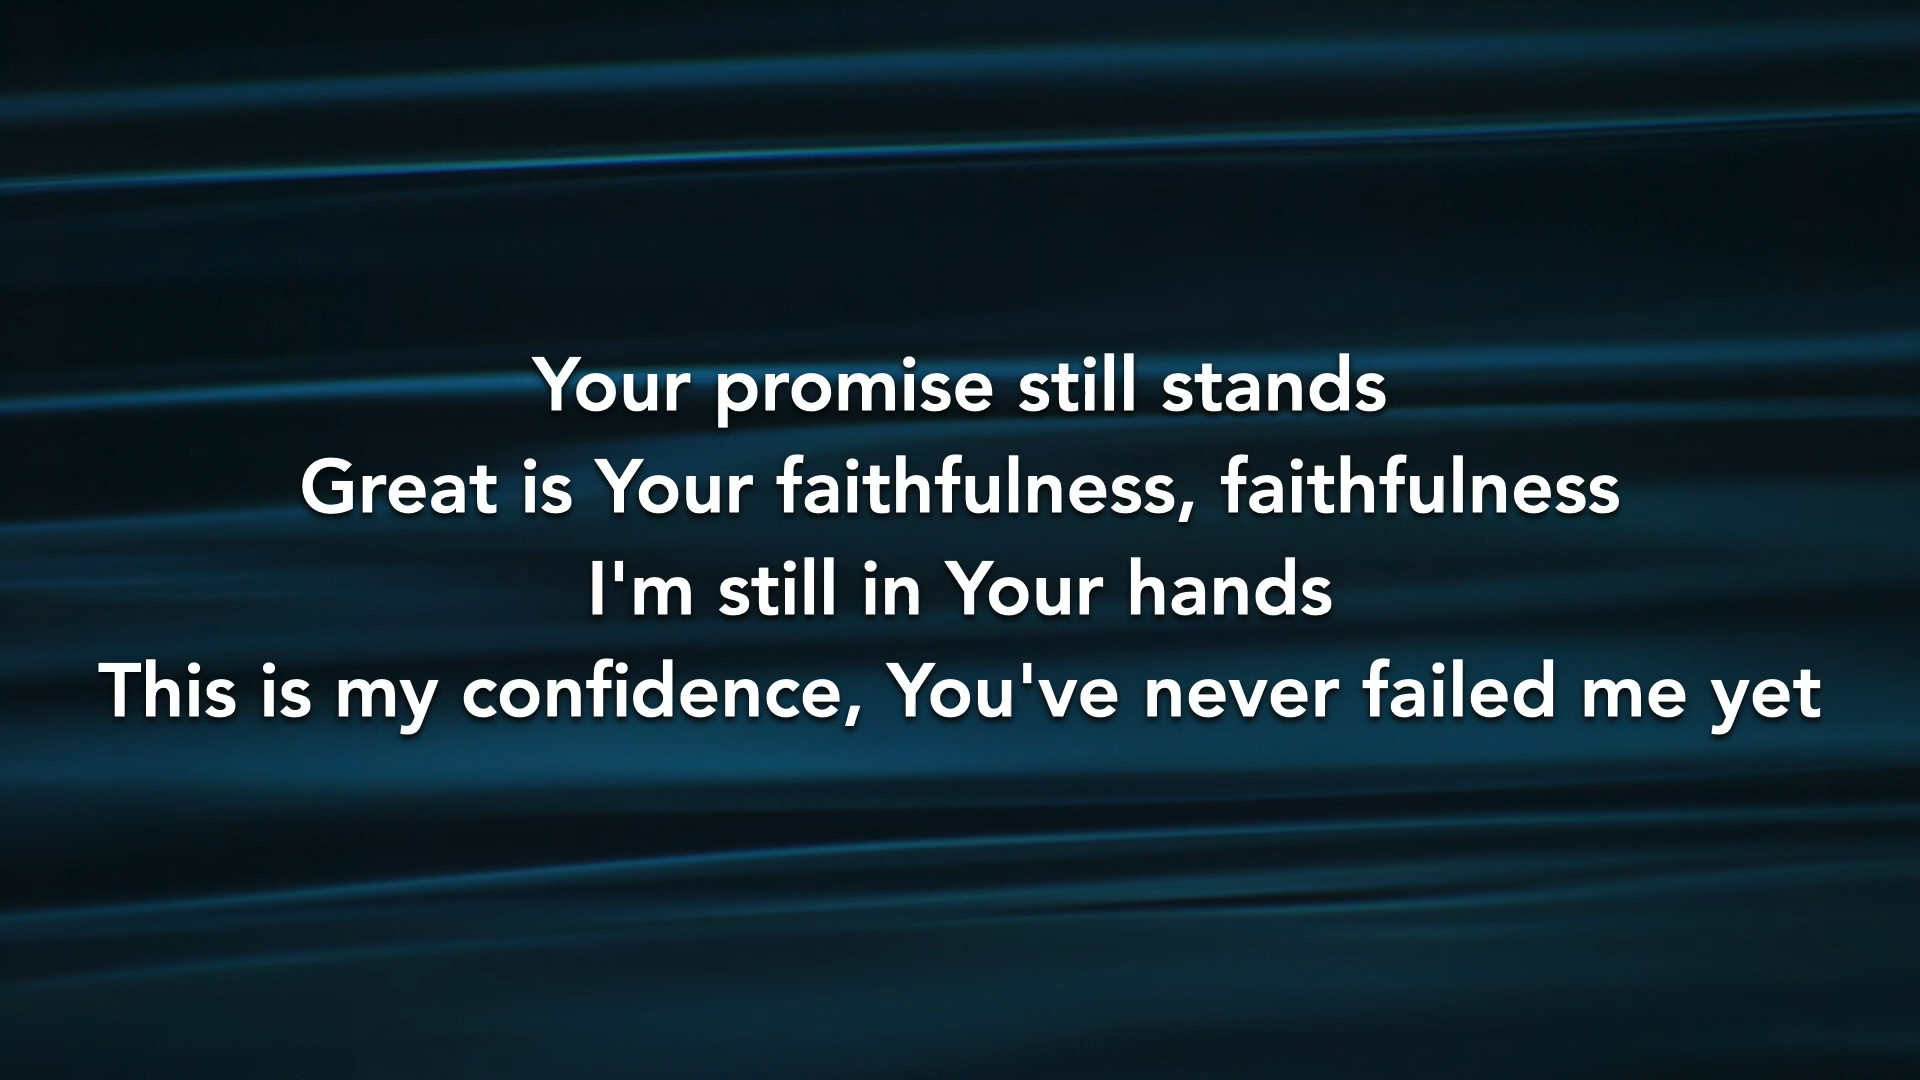 Your promise still stands
Great is Your faithfulness, faithfulness
I'm still in Your hands
This is my confidence, You've never failed me yet